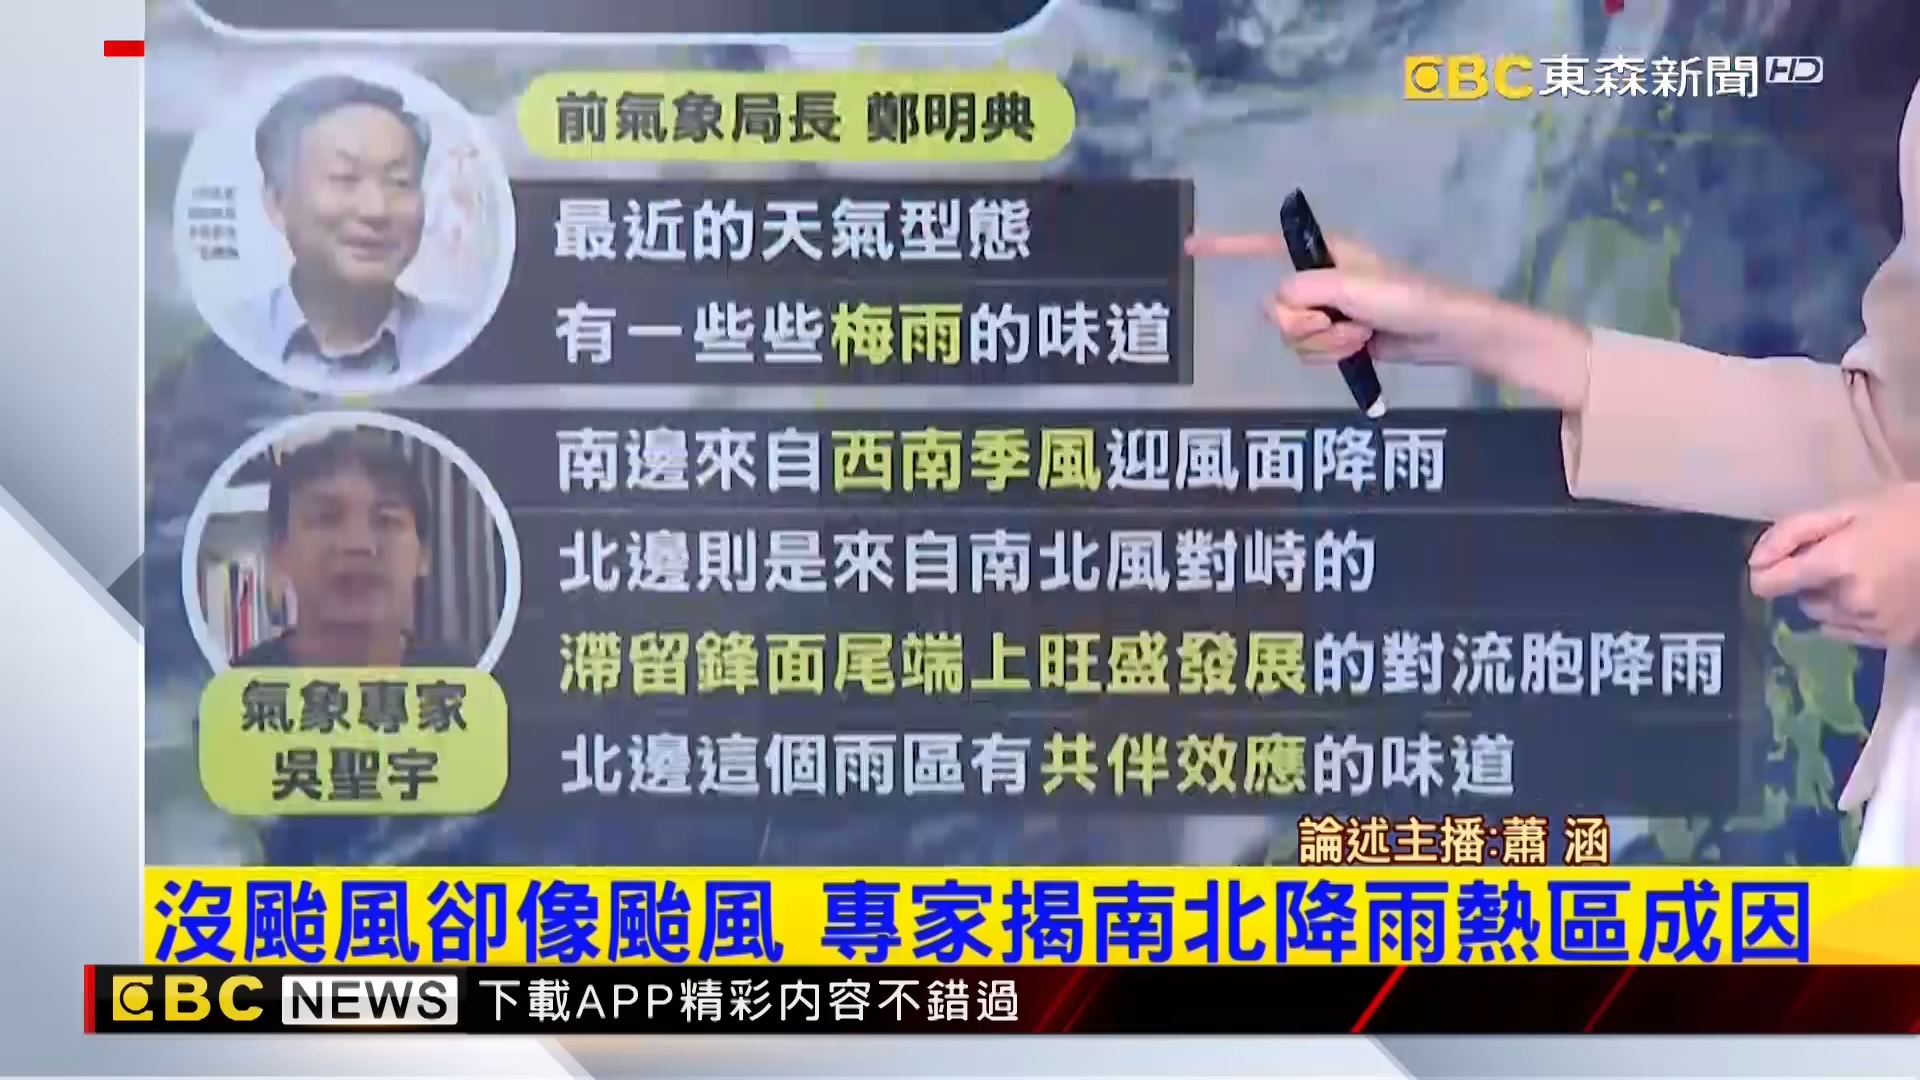 EBC 東森新聞 HD
前氣象局長 鄭明典
最近的天氣型態
有一些些梅雨的味道
南邊來自西南季風迎風面降雨
北邊則是來自南北風對峙的
滯留鋒面尾端上旺盛發展的對流胞降雨
北邊這個雨區有共伴效應的味道
氣象專家
吳聖宇
論述主播:蕭 涵
沒颱風卻像颱風 專家揭南北降雨熱區成因
EBC NEWS 下載APP精彩內容不錯過